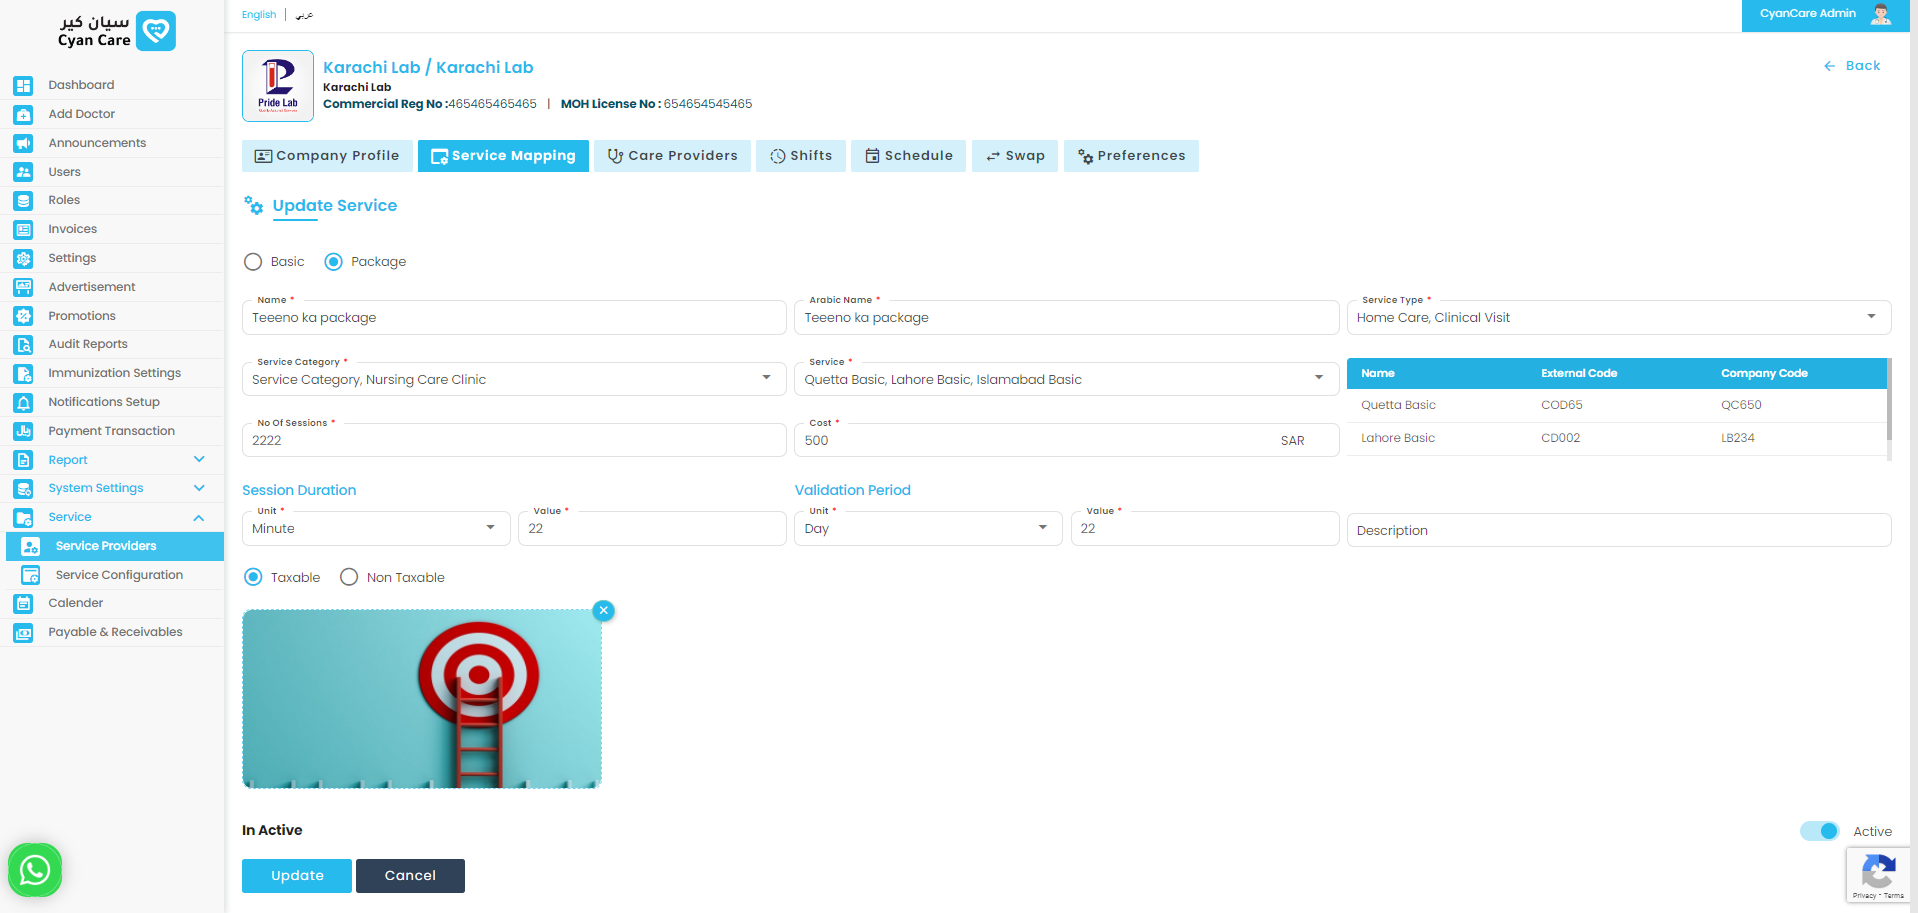 سيان كير
Cyan Care
English | عربي
CyanCare Admin
Dashboard
Add Doctor
Announcements
Users
Roles
Invoices
Settings
Advertisement
Promotions
Audit Reports
Immunization Settings
Notifications Setup
Payment Transaction
Report
System Settings
Service
Service Providers
Service Configuration
Calender
Payable & Receivables
Pride Lab
Karachi Lab / Karachi Lab
Karachi Lab
Commercial Reg No :465465465465 | MOH License No : 654654545465
Back
Company Profile Service Mapping Care Providers Shifts Schedule Swap Preferences
Update Service
Basic Package
Name * Arabic Name * Service Type *
Teeeno ka package Teeeno ka package Home Care, Clinical Visit
Service Category * Service *
Service Category, Nursing Care Clinic Quetta Basic, Lahore Basic, Islamabad Basic
Name External Code Company Code
Quetta Basic COD65 QC650
Lahore Basic CD002 LB234
No Of Sessions * Cost *
2222 500 SAR
Session Duration Validation Period
Unit * Value * Unit * Value *
Minute 22 Day 22 Description
Taxable Non Taxable
In Active
Active
Update Cancel
Privacy - Terms